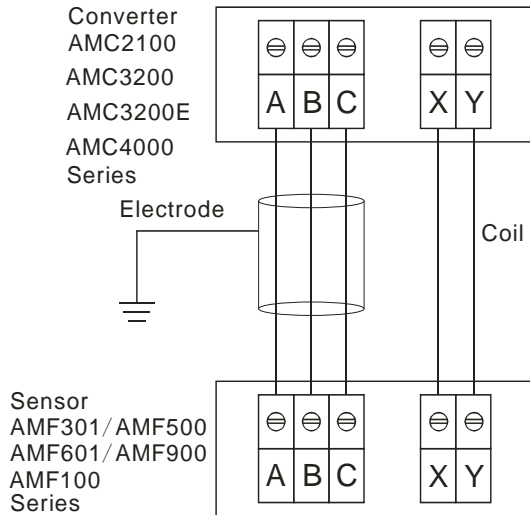 Converter
AMC2100
AMC3200
AMC3200E
AMC4000
Series
A B C X Y
Electrode
Coil
Sensor
AMF301/AMF500
AMF601/AMF900
AMF100
Series
A B C X Y